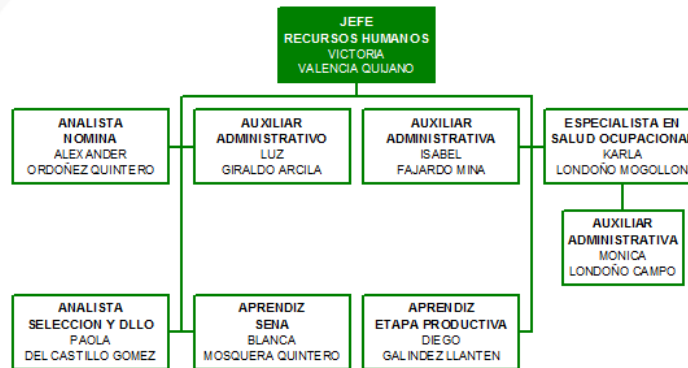 JEFE
RECURSOS HUMANOS
VICTORIA
VALENCIA QUIJANO
ANALISTA
NOMINA
ALEXANDER
ORDOÑEZ QUINTERO
AUXILIAR
ADMINISTRATIVO
LUZ
GIRALDO ARCILA
AUXILIAR
ADMINISTRATIVA
ISABEL
FAJARDO MINA
ESPECIALISTA EN
SALUD OCUPACIONAL
KARLA
LONDOÑO MOGOLLON
AUXILIAR
ADMINISTRATIVA
MONICA
LONDOÑO CAMPO
ANALISTA
SELECCION Y DLLO
PAOLA
DEL CASTILLO GOMEZ
APRENDIZ
SENA
BLANCA
MOSQUERA QUINTERO
APRENDIZ
ETAPA PRODUCTIVA
DIEGO
GALINDEZ LLANTEN